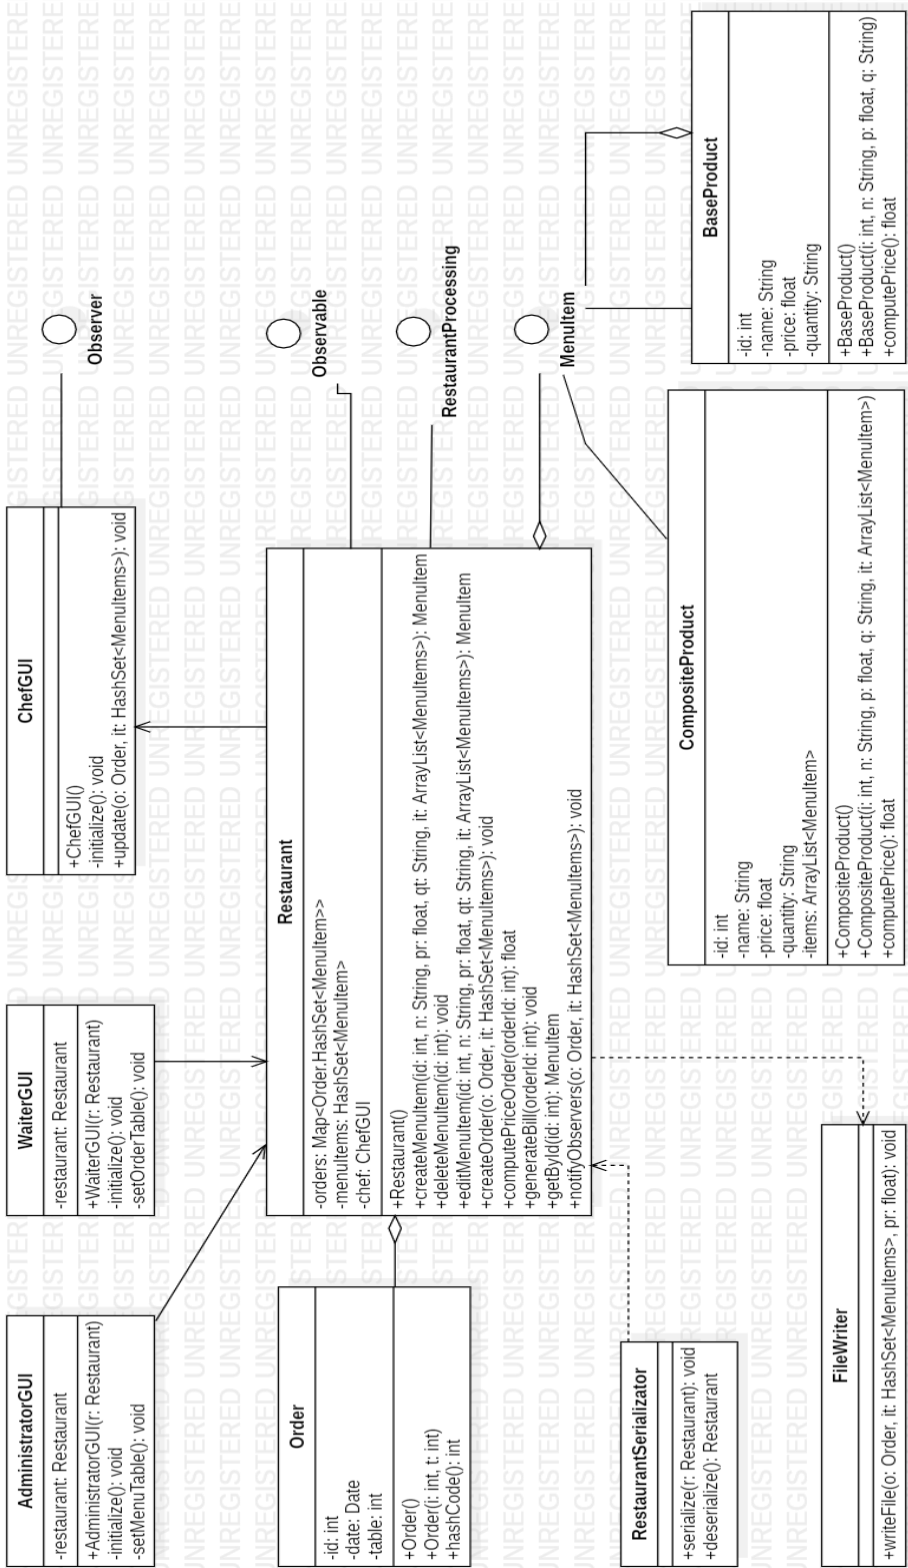 AdministratorGUI
-restaurant: Restaurant
+AdministratorGUI(r: Restaurant)
-initialize(): void
-setMenuTable(): void
WaiterGUI
-restaurant: Restaurant
+WaiterGUI(r: Restaurant)
-initialize(): void
-setOrderTable(): void
ChefGUI
+ChefGUI()
-initialize(): void
+update(o: Order, it: HashSet<MenuItems>): void
Observer
Order
-id: int
-date: Date
-table: int
+Order()
+Order(i: int, t: int)
+hashCode(): int
Restaurant
-orders: Map<Order.HashSet<MenuItem>>
-menuItems: HashSet<MenuItem>
-chef: ChefGUI
+Restaurant()
+createMenuItem(id: int, n: String, pr: float, qt: String, it: ArrayList<MenuItems>): MenuItem
+deleteMenuItem(id: int): void
+editMenuItem(id: int, n: String, pr: float, qt: String, it: ArrayList<MenuItems>): MenuItem
+createOrder(o: Order, it: HashSet<MenuItems>): void
+computePriceOrder(orderId: int): float
+generateBill(orderId: int): void
+getById(id: int): MenuItem
+notifyObservers(o: Order, it: HashSet<MenuItems>): void
Observable
RestaurantProcessing
MenuItem
RestaurantSerializator
+serialize(r: Restaurant): void
+deserialize(): Restaurant
FileWriter
+writeFile(o: Order, it: HashSet<MenuItems>, pr: float): void
CompositeProduct
-id: int
-name: String
-price: float
-quantity: String
-items: ArrayList<MenuItem>
+CompositeProduct()
+CompositeProduct(i: int, n: String, p: float, q: String, it: ArrayList<MenuItem>)
+computePrice(): float
BaseProduct
-id: int
-name: String
-price: float
-quantity: String
+BaseProduct()
+BaseProduct(i: int, n: String, p: float, q: String)
+computePrice(): float
UNREGISTERED